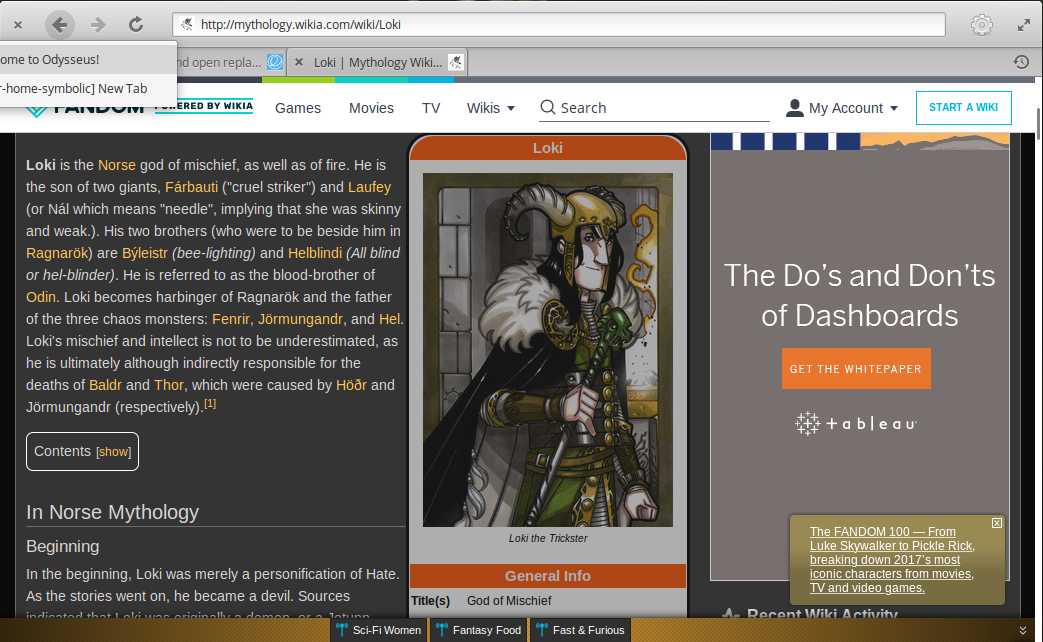 http://mythology.wikia.com/wiki/Loki
ome to Odysseus!
nd open repla...
Loki | Mythology Wiki...
r-home-symbolic] New Tab
FANDOM
POWERED BY WIKIA
Games
Movies
TV
Wikis
Search
My Account
START A WIKI
Loki is the Norse god of mischief, as well as of fire. He is
the son of two giants, Fárbauti ("cruel striker") and Laufey
(or Nál which means "needle", implying that she was skinny
and weak.). His two brothers (who were to be beside him in
Ragnarök) are Býleistr (bee-lighting) and Helblindi (All blind
or hel-blinder). He is referred to as the blood-brother of
Odin. Loki becomes harbinger of Ragnarök and the father
of the three chaos monsters: Fenrir, Jörmungandr, and Hel.
Loki's mischief and intellect is not to be underestimated, as
he is ultimately although indirectly responsible for the
deaths of Baldr and Thor, which were caused by Höðr and
Jörmungandr (respectively).[1]
Contents [show]
In Norse Mythology
Beginning
In the beginning, Loki was merely a personification of Hate.
As the stories went on, he became a devil. Sources
indicated that Loki was originally a demon, or a Jotunn
Loki
Loki the Trickster
General Info
Title(s) God of Mischief
The Do's and Don'ts
of Dashboards
GET THE WHITEPAPER
+ableau
The FANDOM 100 — From
Luke Skywalker to Pickle Rick,
breaking down 2017's most
iconic characters from movies,
TV and video games.
Recent Wiki Activity
Sci-Fi Women
Fantasy Food
Fast & Furious